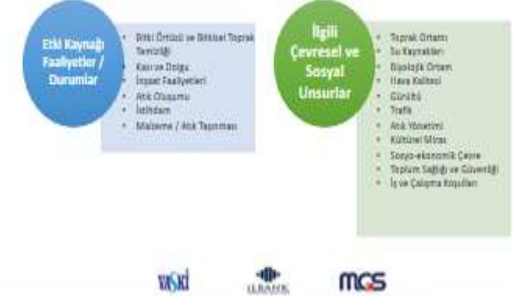 Etki Kaynağı
Faaliyetler /
Durumlar
• Bitki Örtüsü ve Bitkisel Toprak
Temizliği
• Kazı ve Dolgu
• İnşaat Faaliyetleri
• Atık Oluşumu
• İstihdam
• Malzeme / Atık Taşınması
İlgili
Çevresel ve
Sosyal
Unsurlar
• Toprak Ortamı
• Su Kaynakları
• Biyolojik Ortam
• Hava Kalitesi
• Gürültü
• Trafik
• Atık Yönetimi
• Kültürel Miras
• Sosyo-ekonomik Çevre
• Toplum Sağlığı ve Güvenliği
• İş ve Çalışma Koşulları
VASKİ
İLBANK
MGS